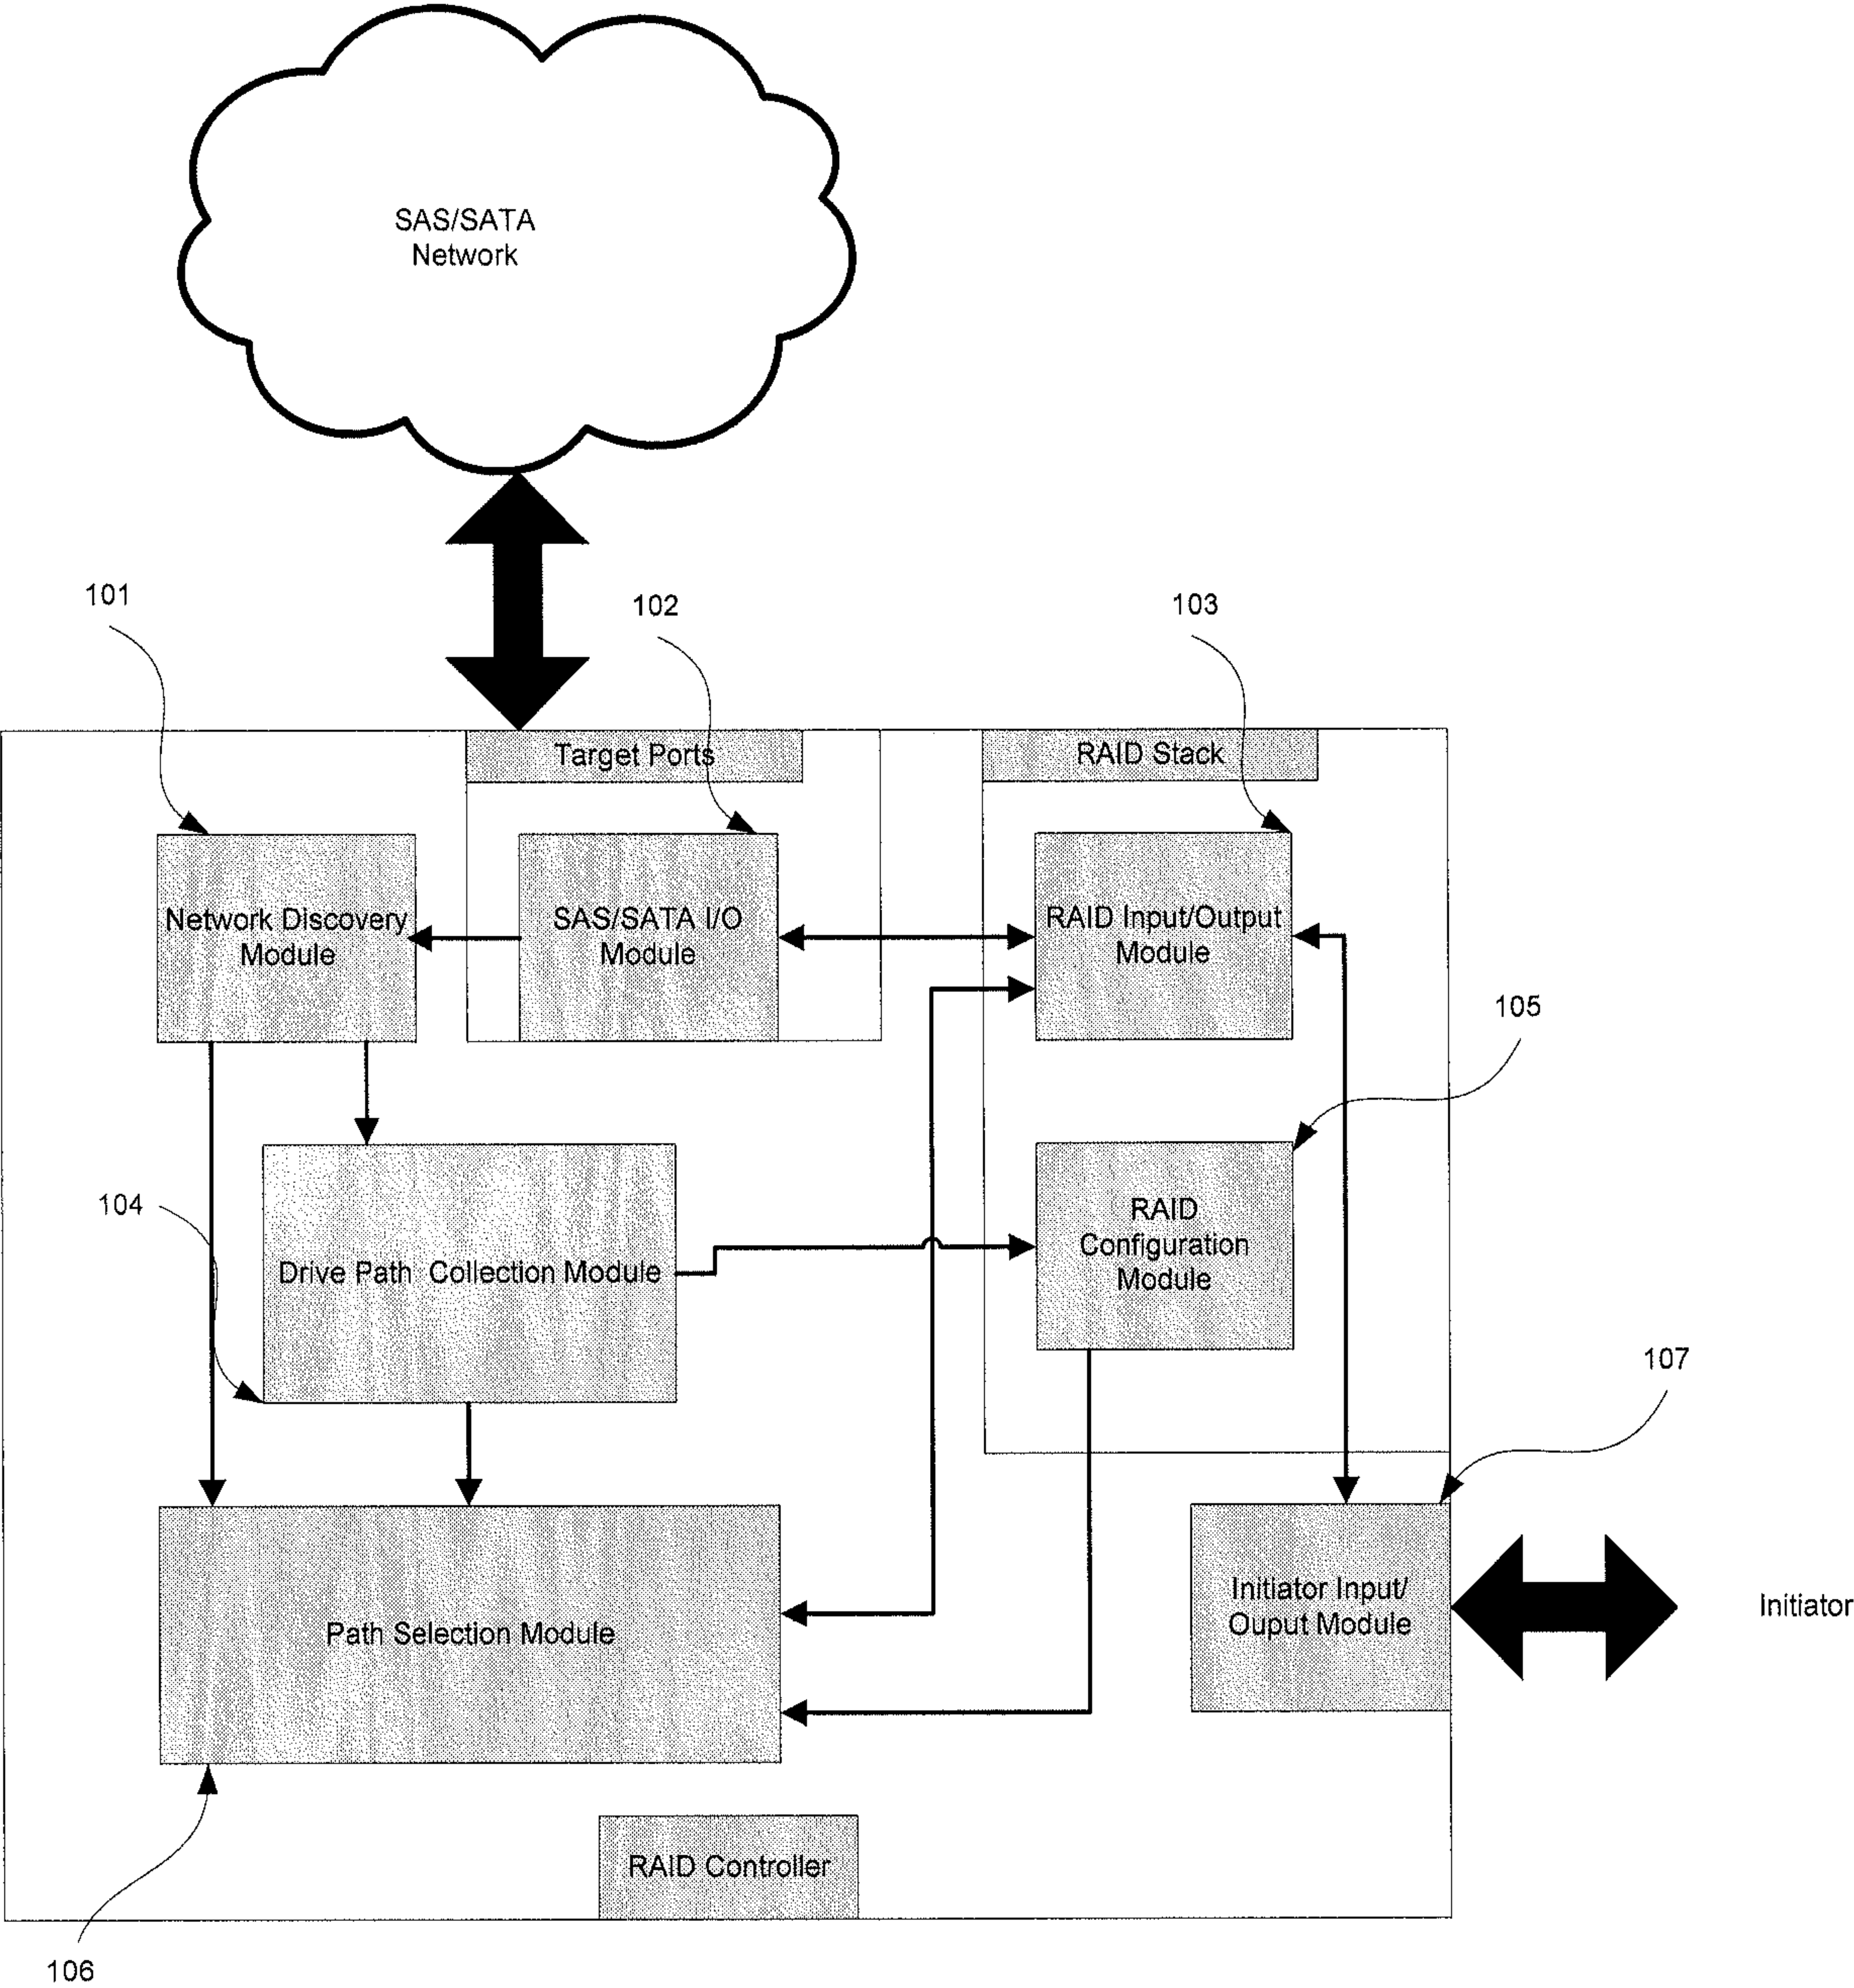 SAS/SATA
Network
101
102
103
Target Ports
RAID Stack
Network Discovery
Module
SAS/SATA I/O
Module
RAID Input/Output
Module
105
104
Drive Path Collection Module
RAID
Configuration
Module
107
Path Selection Module
Initiator Input/
Ouput Module
Initiator
RAID Controller
106